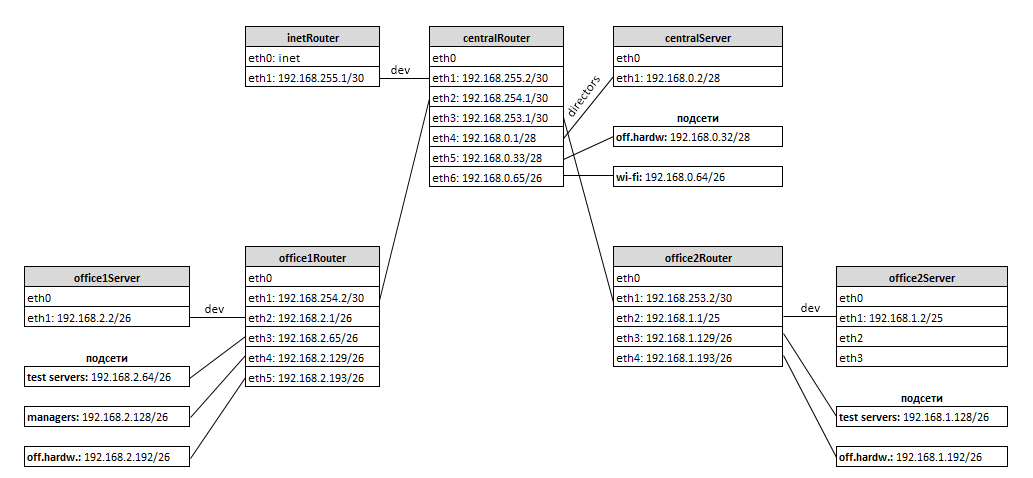 inetRouter
eth0: inet
eth1: 192.168.255.1/30
dev
centralRouter
eth0
eth1: 192.168.255.2/30
eth2: 192.168.254.1/30
eth3: 192.168.253.1/30
eth4: 192.168.0.1/28
eth5: 192.168.0.33/28
eth6: 192.168.0.65/26
directors
centralServer
eth0
eth1: 192.168.0.2/28
подсети
off.hardw: 192.168.0.32/28
wi-fi: 192.168.0.64/26
office1Server
eth0
eth1: 192.168.2.2/26
dev
подсети
test servers: 192.168.2.64/26
managers: 192.168.2.128/26
off.hardw.: 192.168.2.192/26
office1Router
eth0
eth1: 192.168.254.2/30
eth2: 192.168.2.1/26
eth3: 192.168.2.65/26
eth4: 192.168.2.129/26
eth5: 192.168.2.193/26
office2Router
eth0
eth1: 192.168.253.2/30
eth2: 192.168.1.1/25
eth3: 192.168.1.129/26
eth4: 192.168.1.193/26
dev
office2Server
eth0
eth1: 192.168.1.2/25
eth2
eth3
подсети
test servers: 192.168.1.128/26
off.hardw.: 192.168.1.192/26